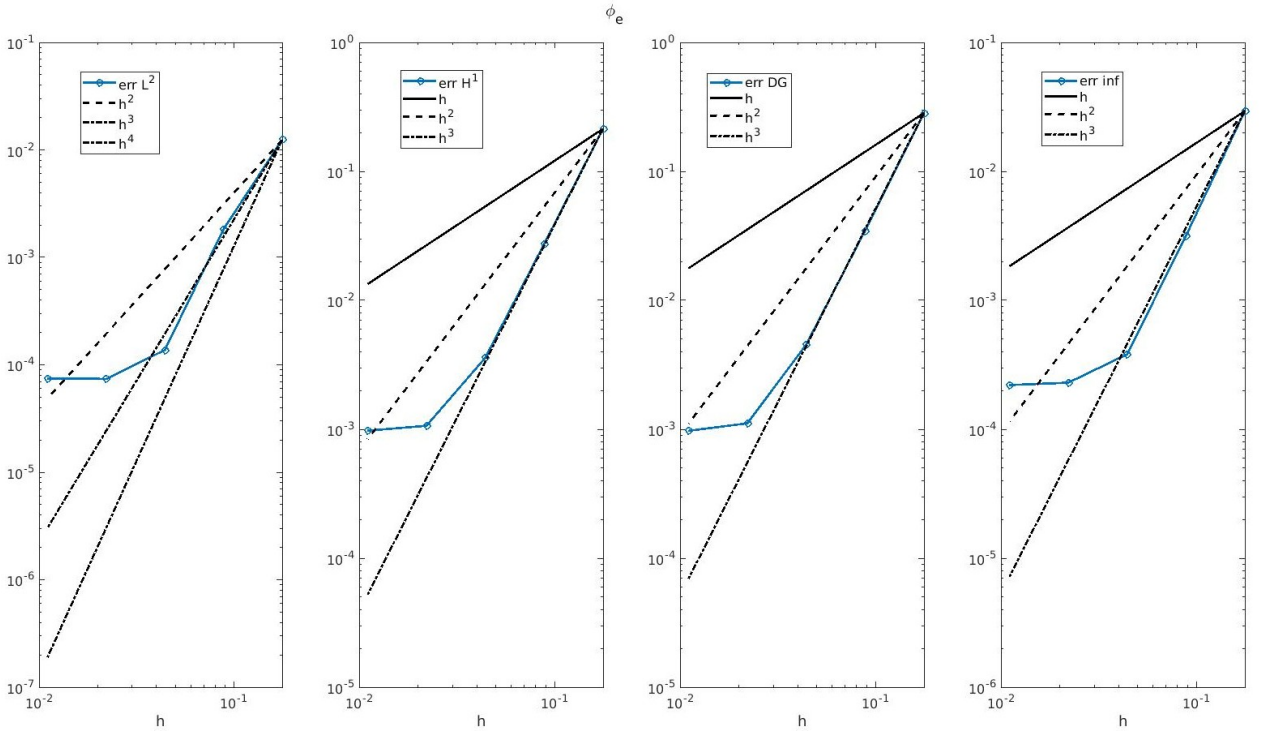 ϕₑ
10⁻¹
10⁻²
10⁻³
10⁻⁴
10⁻⁵
10⁻⁶
10⁻⁷
10⁻² 10⁻¹
h
err L²
h²
h³
h⁴
10⁰
10⁻¹
10⁻²
10⁻³
10⁻⁴
10⁻⁵
10⁻² 10⁻¹
h
err H¹
h
h²
h³
10⁰
10⁻¹
10⁻²
10⁻³
10⁻⁴
10⁻⁵
10⁻² 10⁻¹
h
err DG
h
h²
h³
10⁻¹
10⁻²
10⁻³
10⁻⁴
10⁻⁵
10⁻⁶
10⁻² 10⁻¹
h
err inf
h
h²
h³